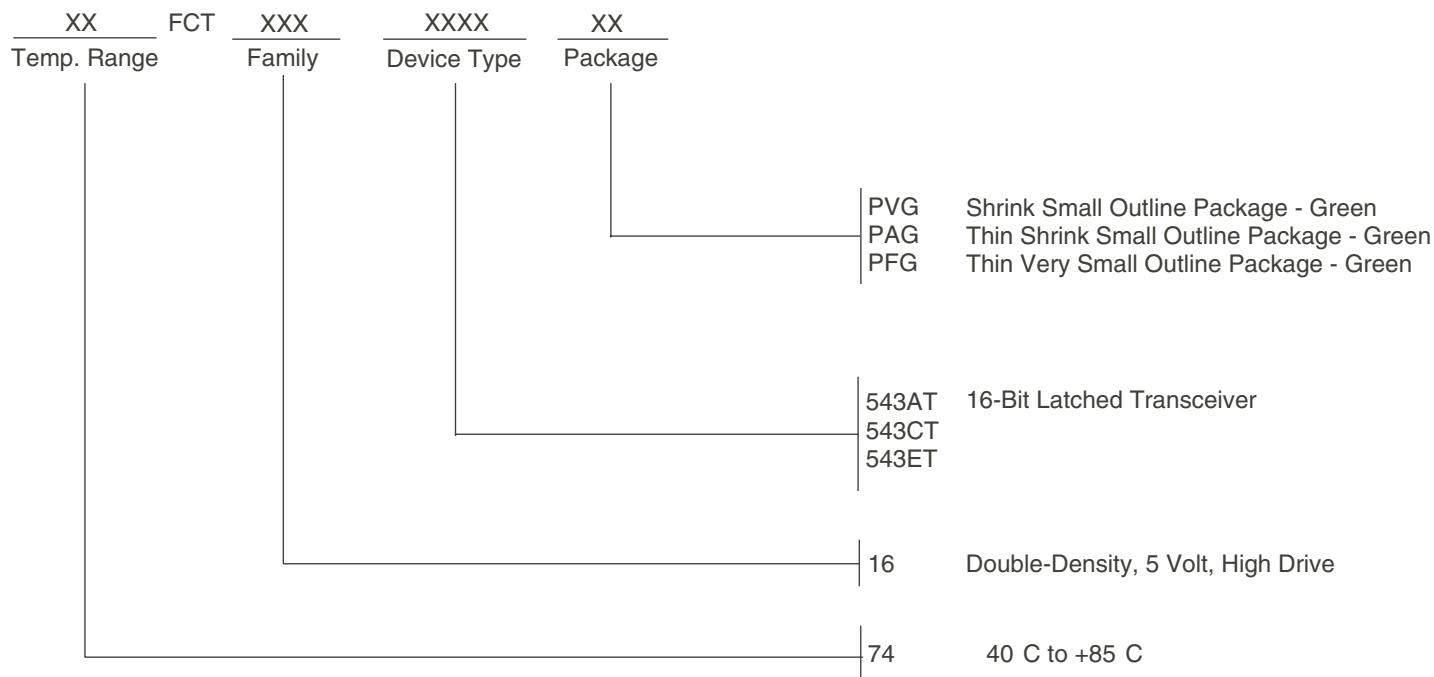 XX FCT XXX XXXX XX
Temp. Range Family Device Type Package
PVG Shrink Small Outline Package - Green
PAG Thin Shrink Small Outline Package - Green
PFG Thin Very Small Outline Package - Green
543AT 16-Bit Latched Transceiver
543CT
543ET
16 Double-Density, 5 Volt, High Drive
74 40 C to +85 C